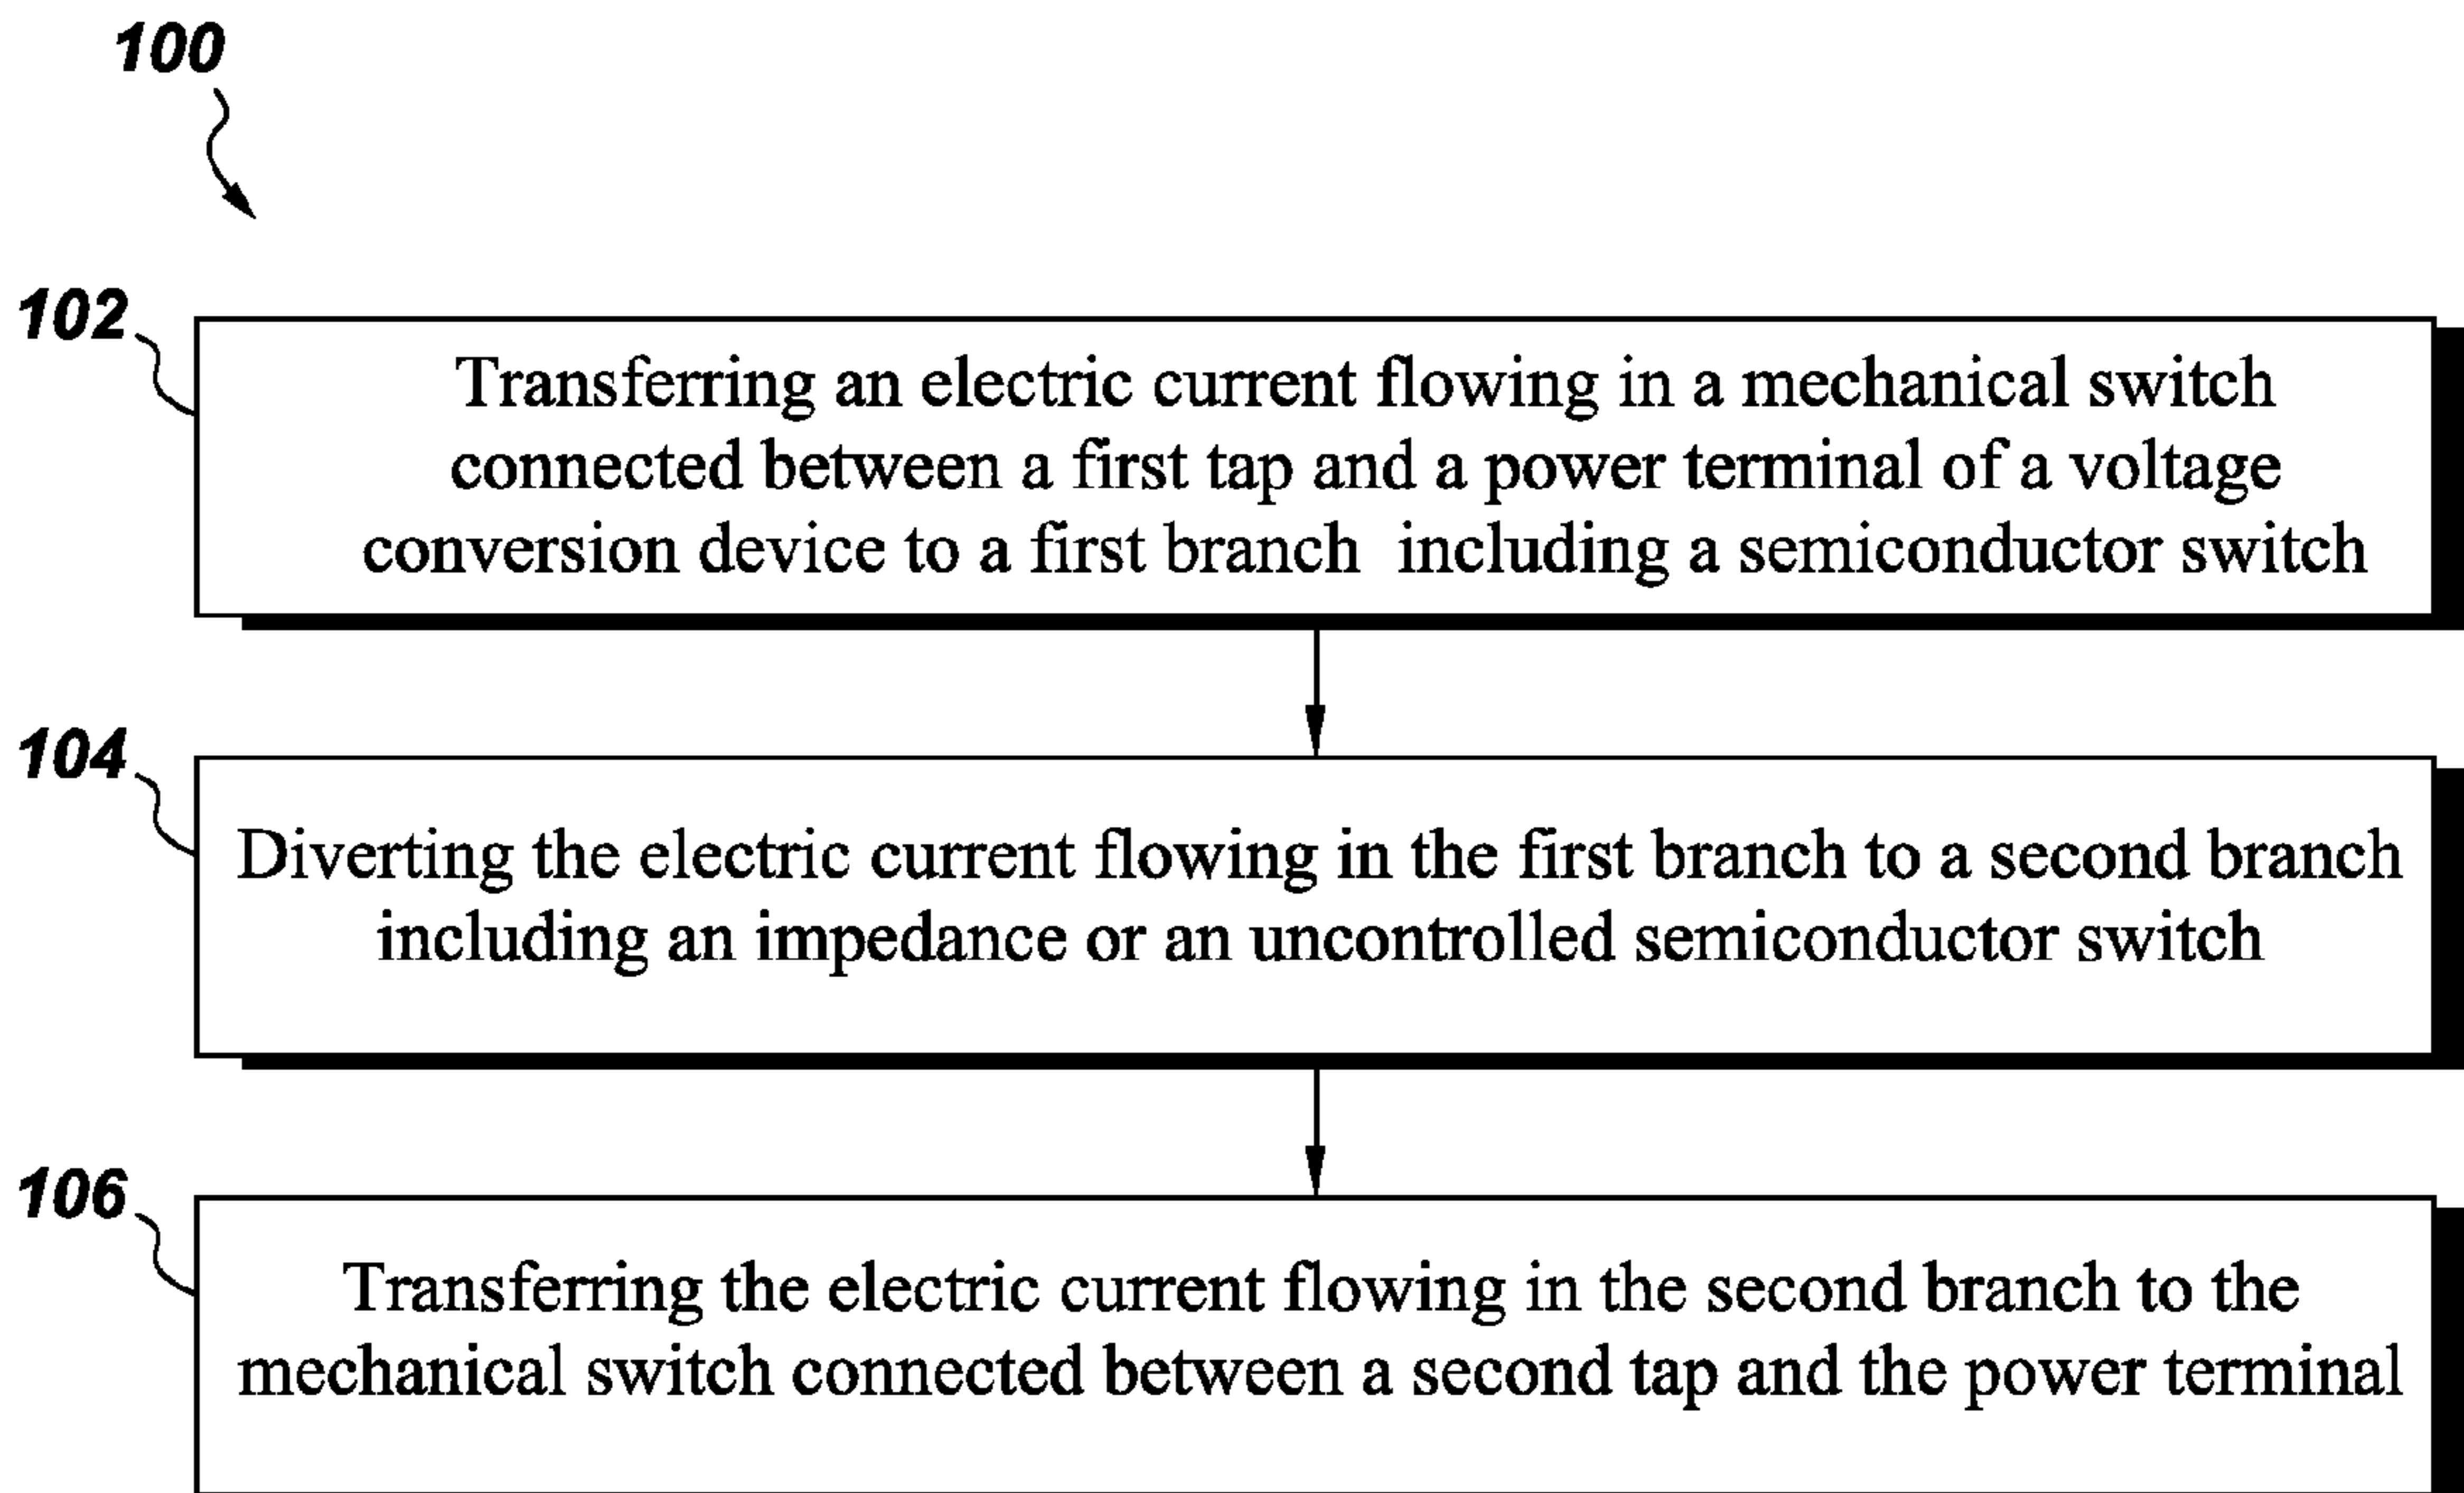 100
102
Transferring an electric current flowing in a mechanical switch
connected between a first tap and a power terminal of a voltage
conversion device to a first branch including a semiconductor switch
104
Diverting the electric current flowing in the first branch to a second branch
including an impedance or an uncontrolled semiconductor switch
106
Transferring the electric current flowing in the second branch to the
mechanical switch connected between a second tap and the power terminal